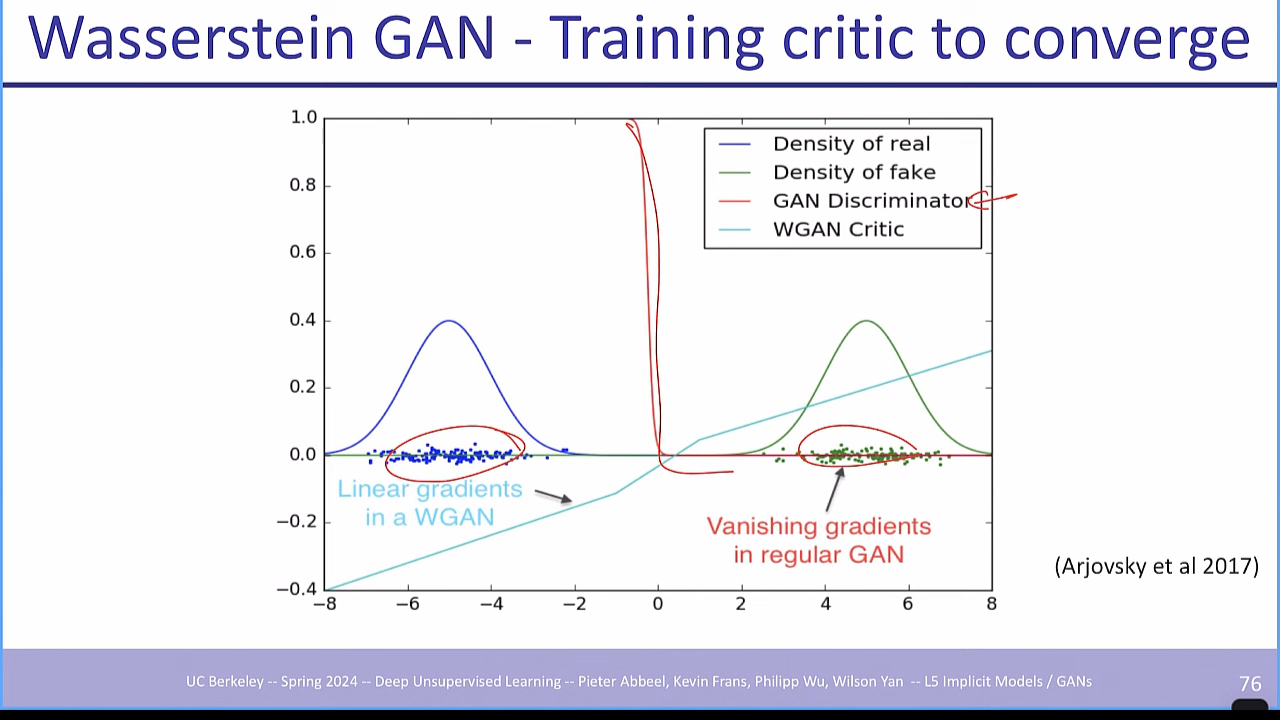 Wasserstein GAN - Training critic to converge
1.0
0.8
0.6
0.4
0.2
0.0
−0.2
−0.4
−8
−6
−4
−2
0
2
4
6
8
Density of real
Density of fake
GAN Discriminator
WGAN Critic
Linear gradients
in a WGAN
Vanishing gradients
in regular GAN
(Arjovsky et al 2017)
UC Berkeley -- Spring 2024 -- Deep Unsupervised Learning -- Pieter Abbeel, Kevin Frans, Philipp Wu, Wilson Yan -- L5 Implicit Models / GANs
76